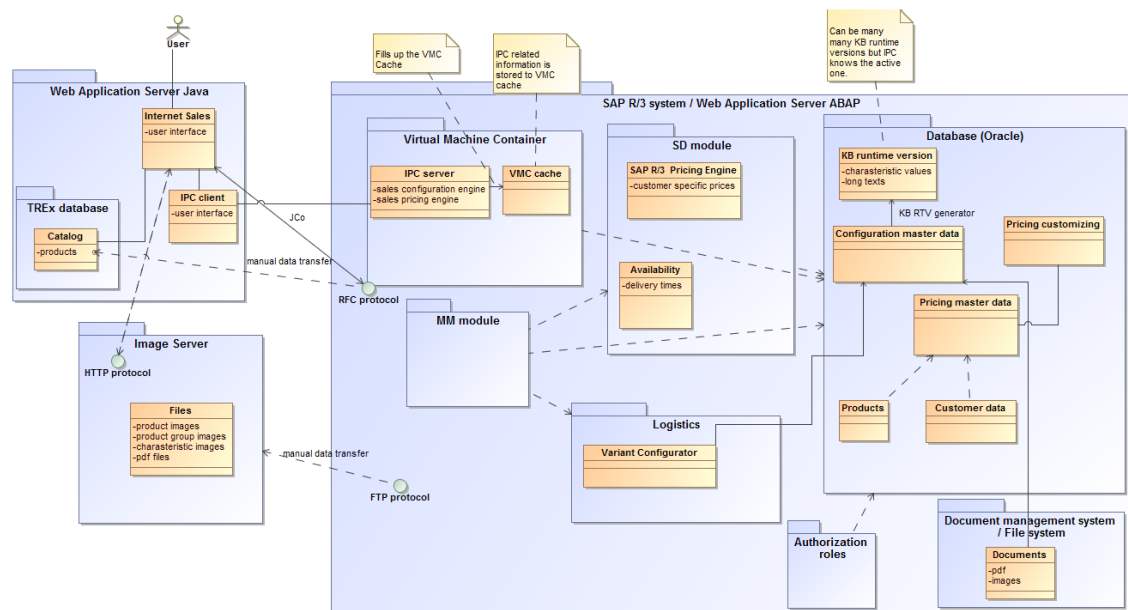 User
Fills up the VMC
Cache
IPC related
information is
stored to VMC
cache
Can be many
many KB runtime
versions but IPC
knows the active
one.
Web Application Server Java
Internet Sales
-user interface
IPC client
-user interface
TREx database
Catalog
-products
JCo
manual data transfer
RFC protocol
Image Server
HTTP protocol
Files
-product images
-product group images
-charasteristic images
-pdf files
manual data transfer
FTP protocol
SAP R/3 system / Web Application Server ABAP
Virtual Machine Container
IPC server
-sales configuration engine
-sales pricing engine
VMC cache
MM module
SD module
SAP R/3 Pricing Engine
-customer specific prices
Availability
-delivery times
Logistics
Variant Configurator
Database (Oracle)
KB runtime version
-charasteristic values
-long texts
KB RTV generator
Configuration master data
Pricing customizing
Pricing master data
Products
Customer data
Authorization
roles
Document management system
/ File system
Documents
-pdf
-images